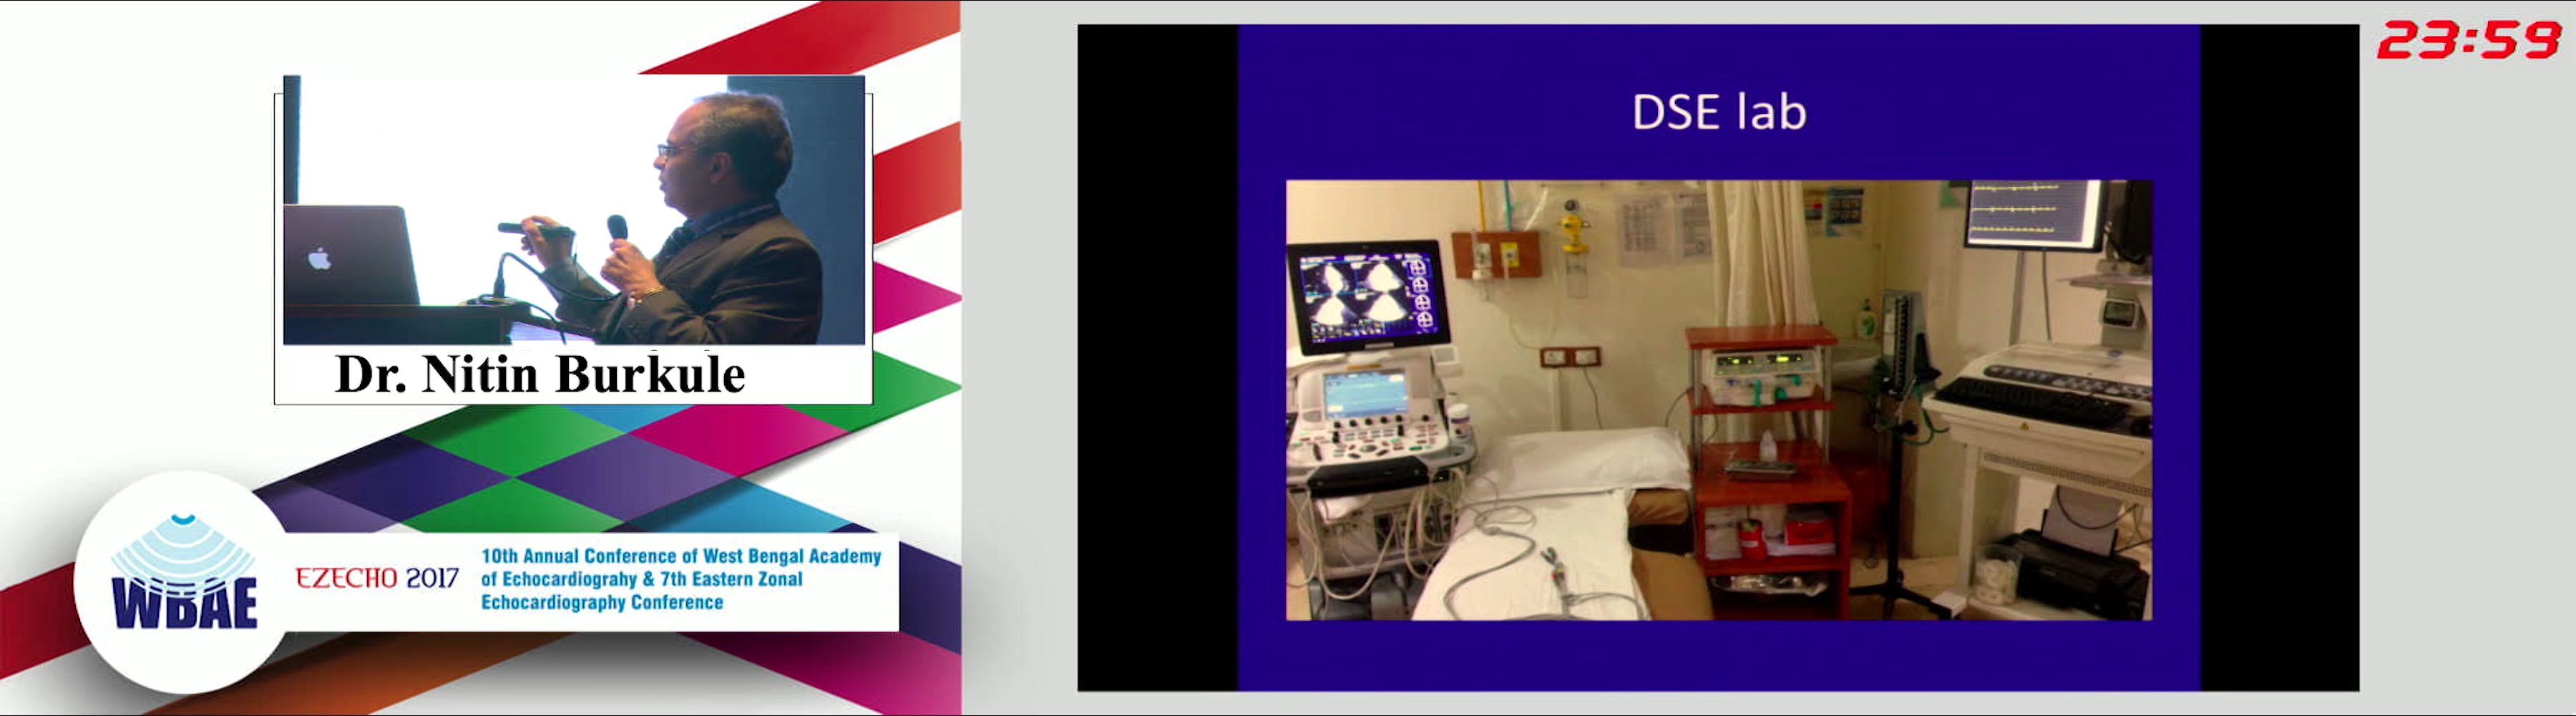 Dr. Nitin Burkule
WBAE
EZECHO 2017
10th Annual Conference of West Bengal Academy
of Echocardiograhy & 7th Eastern Zonal
Echocardiography Conference
DSE lab
23:59